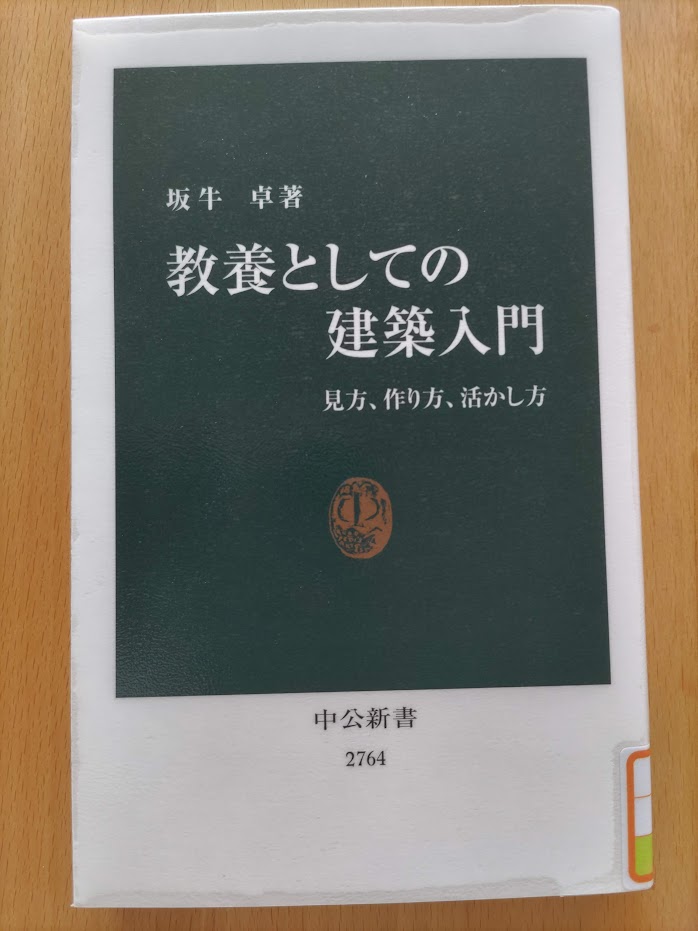 坂牛 卓著
教養としての
建築入門
見方、作り方、活かし方
中公新書
2764